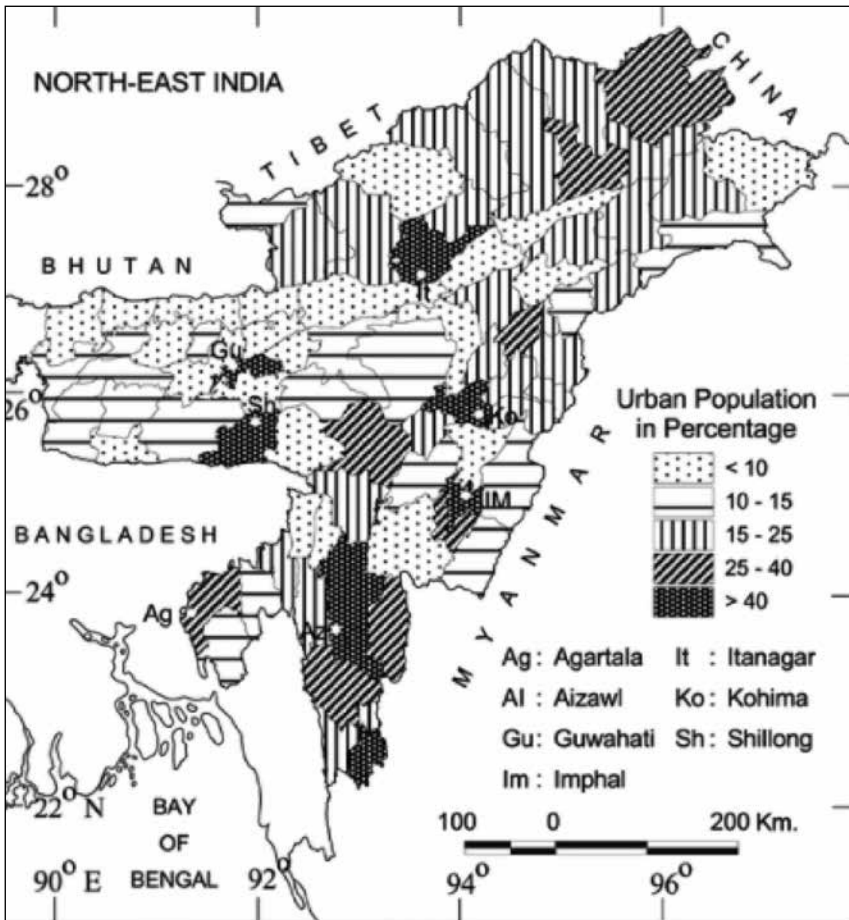 NORTH-EAST INDIA
TIBET
CHINA
28°
BHUTAN
It
Gu
26°
Sh
Ko
IM
BANGLADESH
MYANMAR
24°
Ag
Az
22° N
BAY
OF
BENGAL
90° E
92°
94°
96°
Urban Population
in Percentage
< 10
10 - 15
15 - 25
25 - 40
> 40
Ag : Agartala It : Itanagar
AI : Aizawl Ko : Kohima
Gu : Guwahati Sh : Shillong
Im : Imphal
100 0 200 Km.